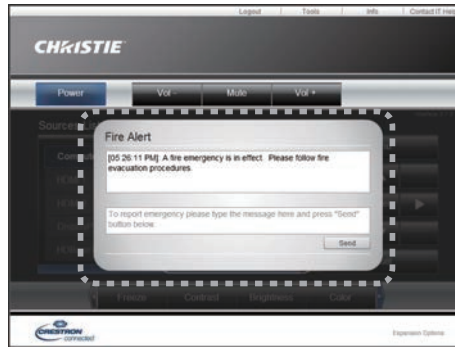 Logout Tools Info Contact IT Help
CHRISTIE
Power Vol - Mute Vol +
Sources List
Fire Alert
[05:26:11 PM] A fire emergency is in effect. Please follow fire
evacuation procedures.
To report emergency please type the message here and press "Send"
button below.
Send
Freeze Contrast Brightness Color
CRESTRON
connected
Expansion Options